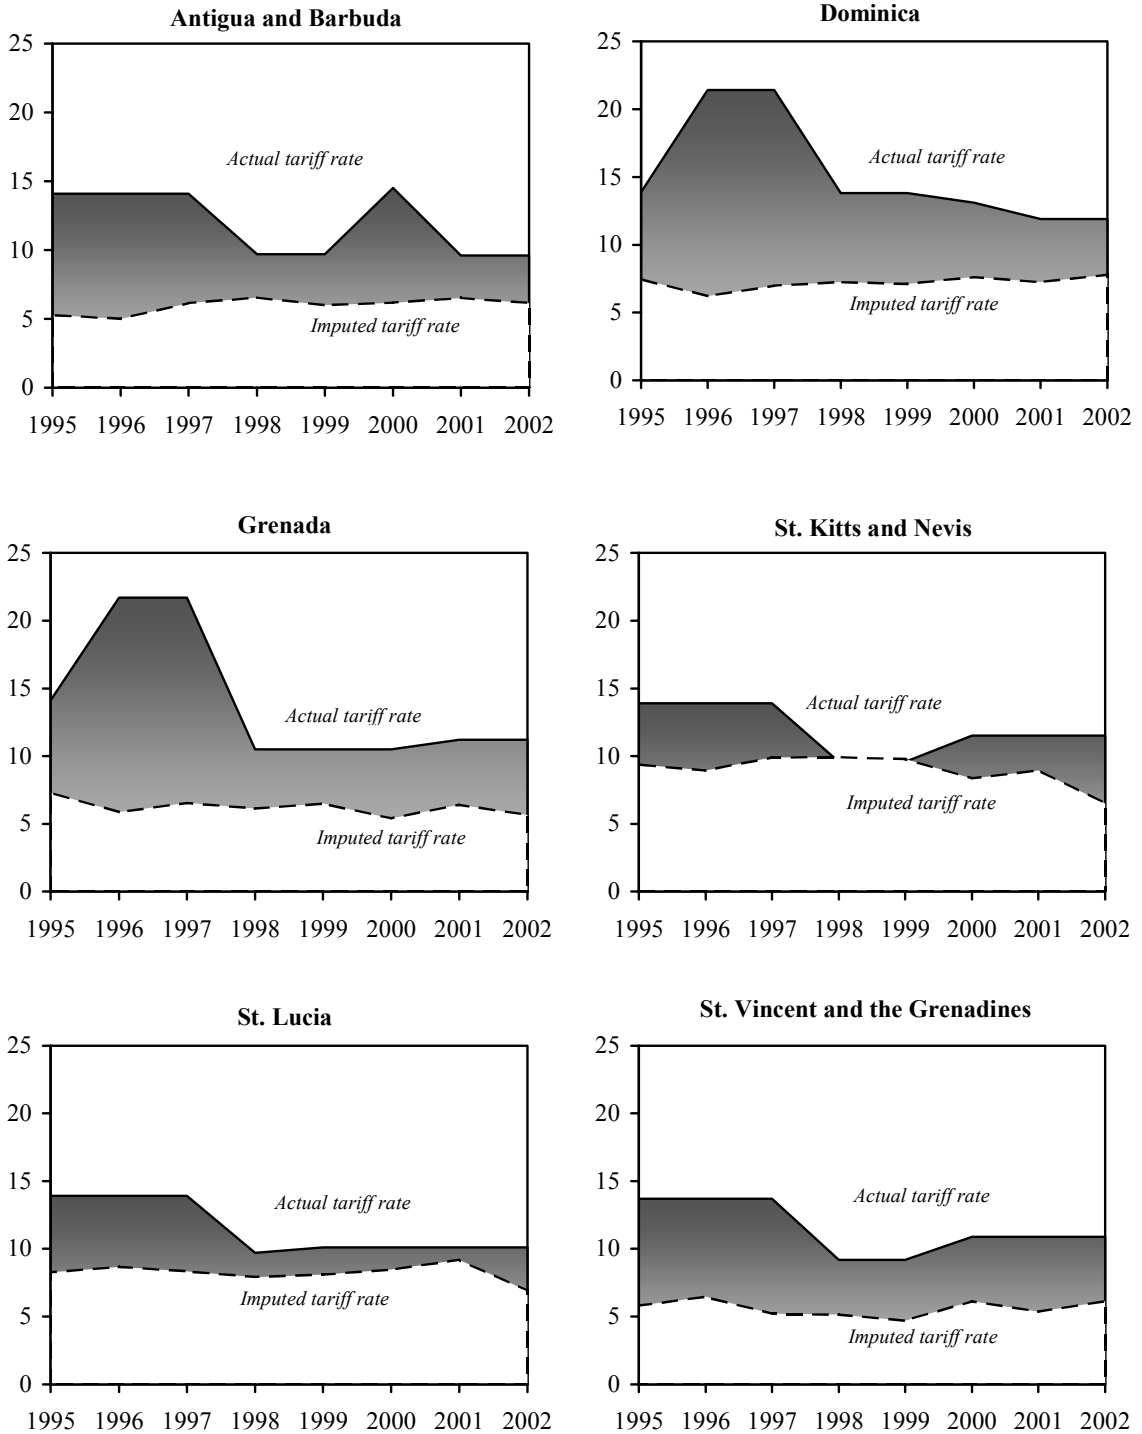 Antigua and Barbuda
25
20
15
10
5
0
Actual tariff rate
Imputed tariff rate
1995 1996 1997 1998 1999 2000 2001 2002
Dominica
25
20
15
10
5
0
Actual tariff rate
Imputed tariff rate
1995 1996 1997 1998 1999 2000 2001 2002
Grenada
25
20
15
10
5
0
Actual tariff rate
Imputed tariff rate
1995 1996 1997 1998 1999 2000 2001 2002
St. Kitts and Nevis
25
20
15
10
5
0
Actual tariff rate
Imputed tariff rate
1995 1996 1997 1998 1999 2000 2001 2002
St. Lucia
25
20
15
10
5
0
Actual tariff rate
Imputed tariff rate
1995 1996 1997 1998 1999 2000 2001 2002
St. Vincent and the Grenadines
25
20
15
10
5
0
Actual tariff rate
Imputed tariff rate
1995 1996 1997 1998 1999 2000 2001 2002